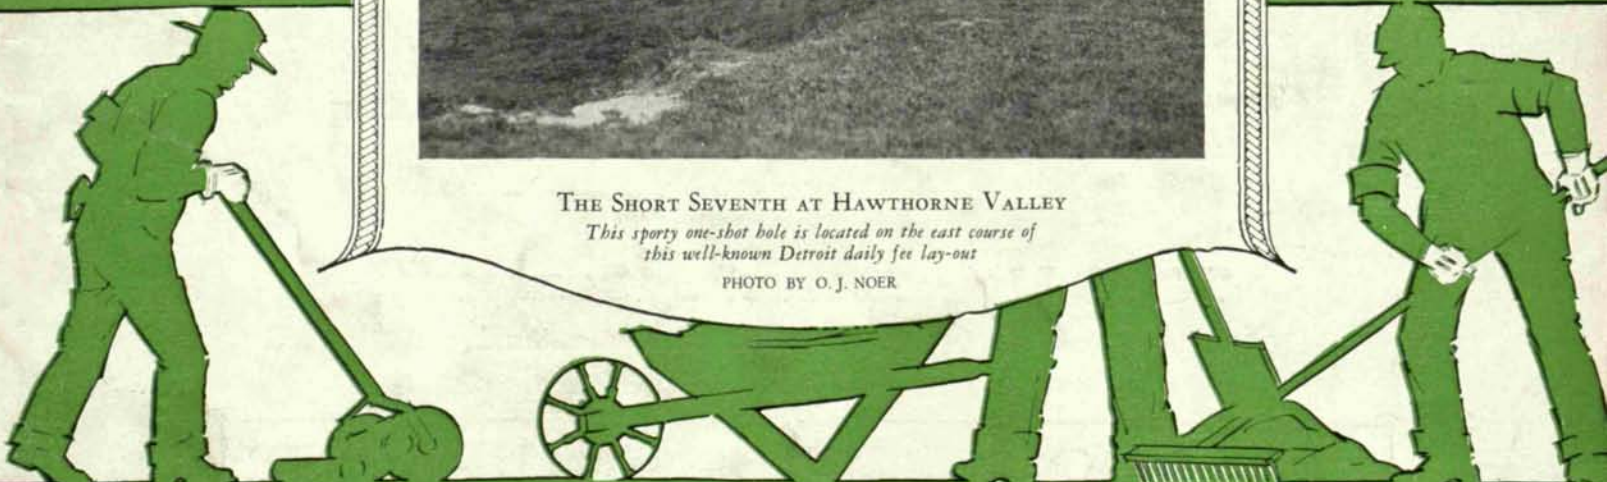 THE SHORT SEVENTH AT HAWTHORNE VALLEY
This sporty one-shot hole is located on the east course of
this well-known Detroit daily fee lay-out
PHOTO BY O. J. NOER